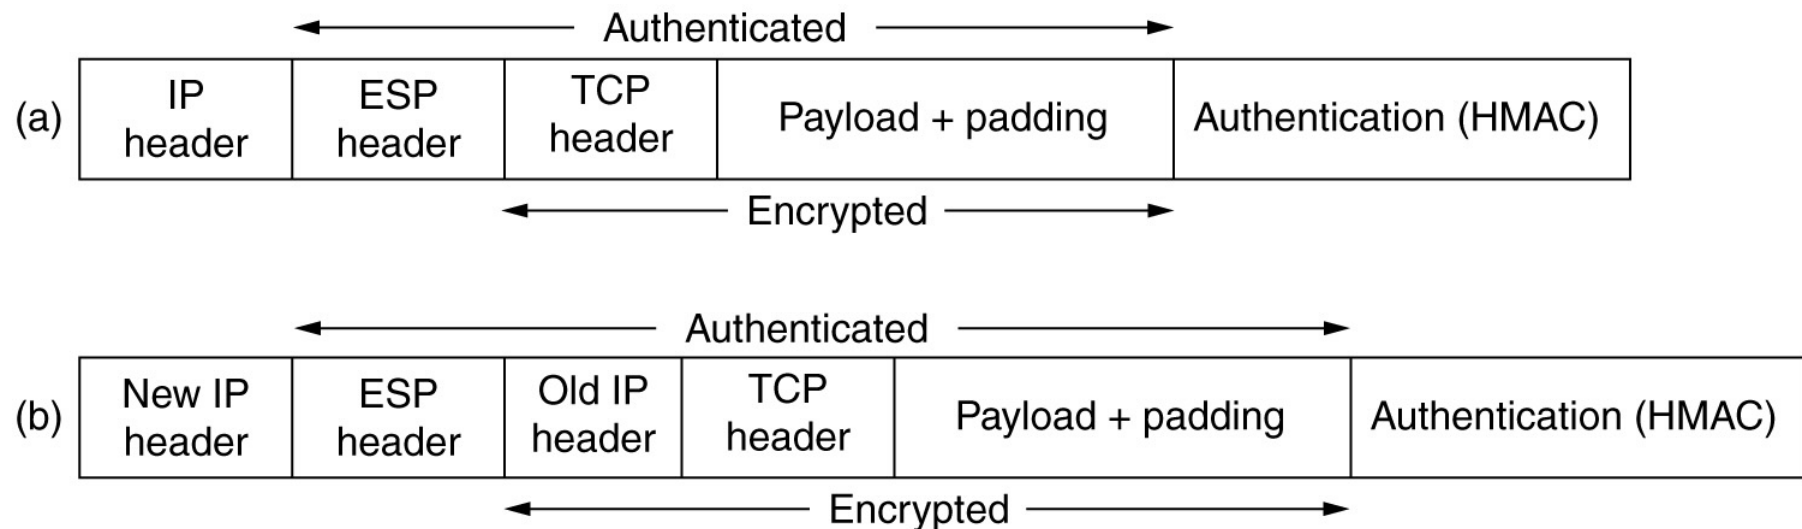 Authenticated
(a)
IP
header
ESP
header
TCP
header
Payload + padding
Authentication (HMAC)
Encrypted
Authenticated
(b)
New IP
header
ESP
header
Old IP
header
TCP
header
Payload + padding
Authentication (HMAC)
Encrypted